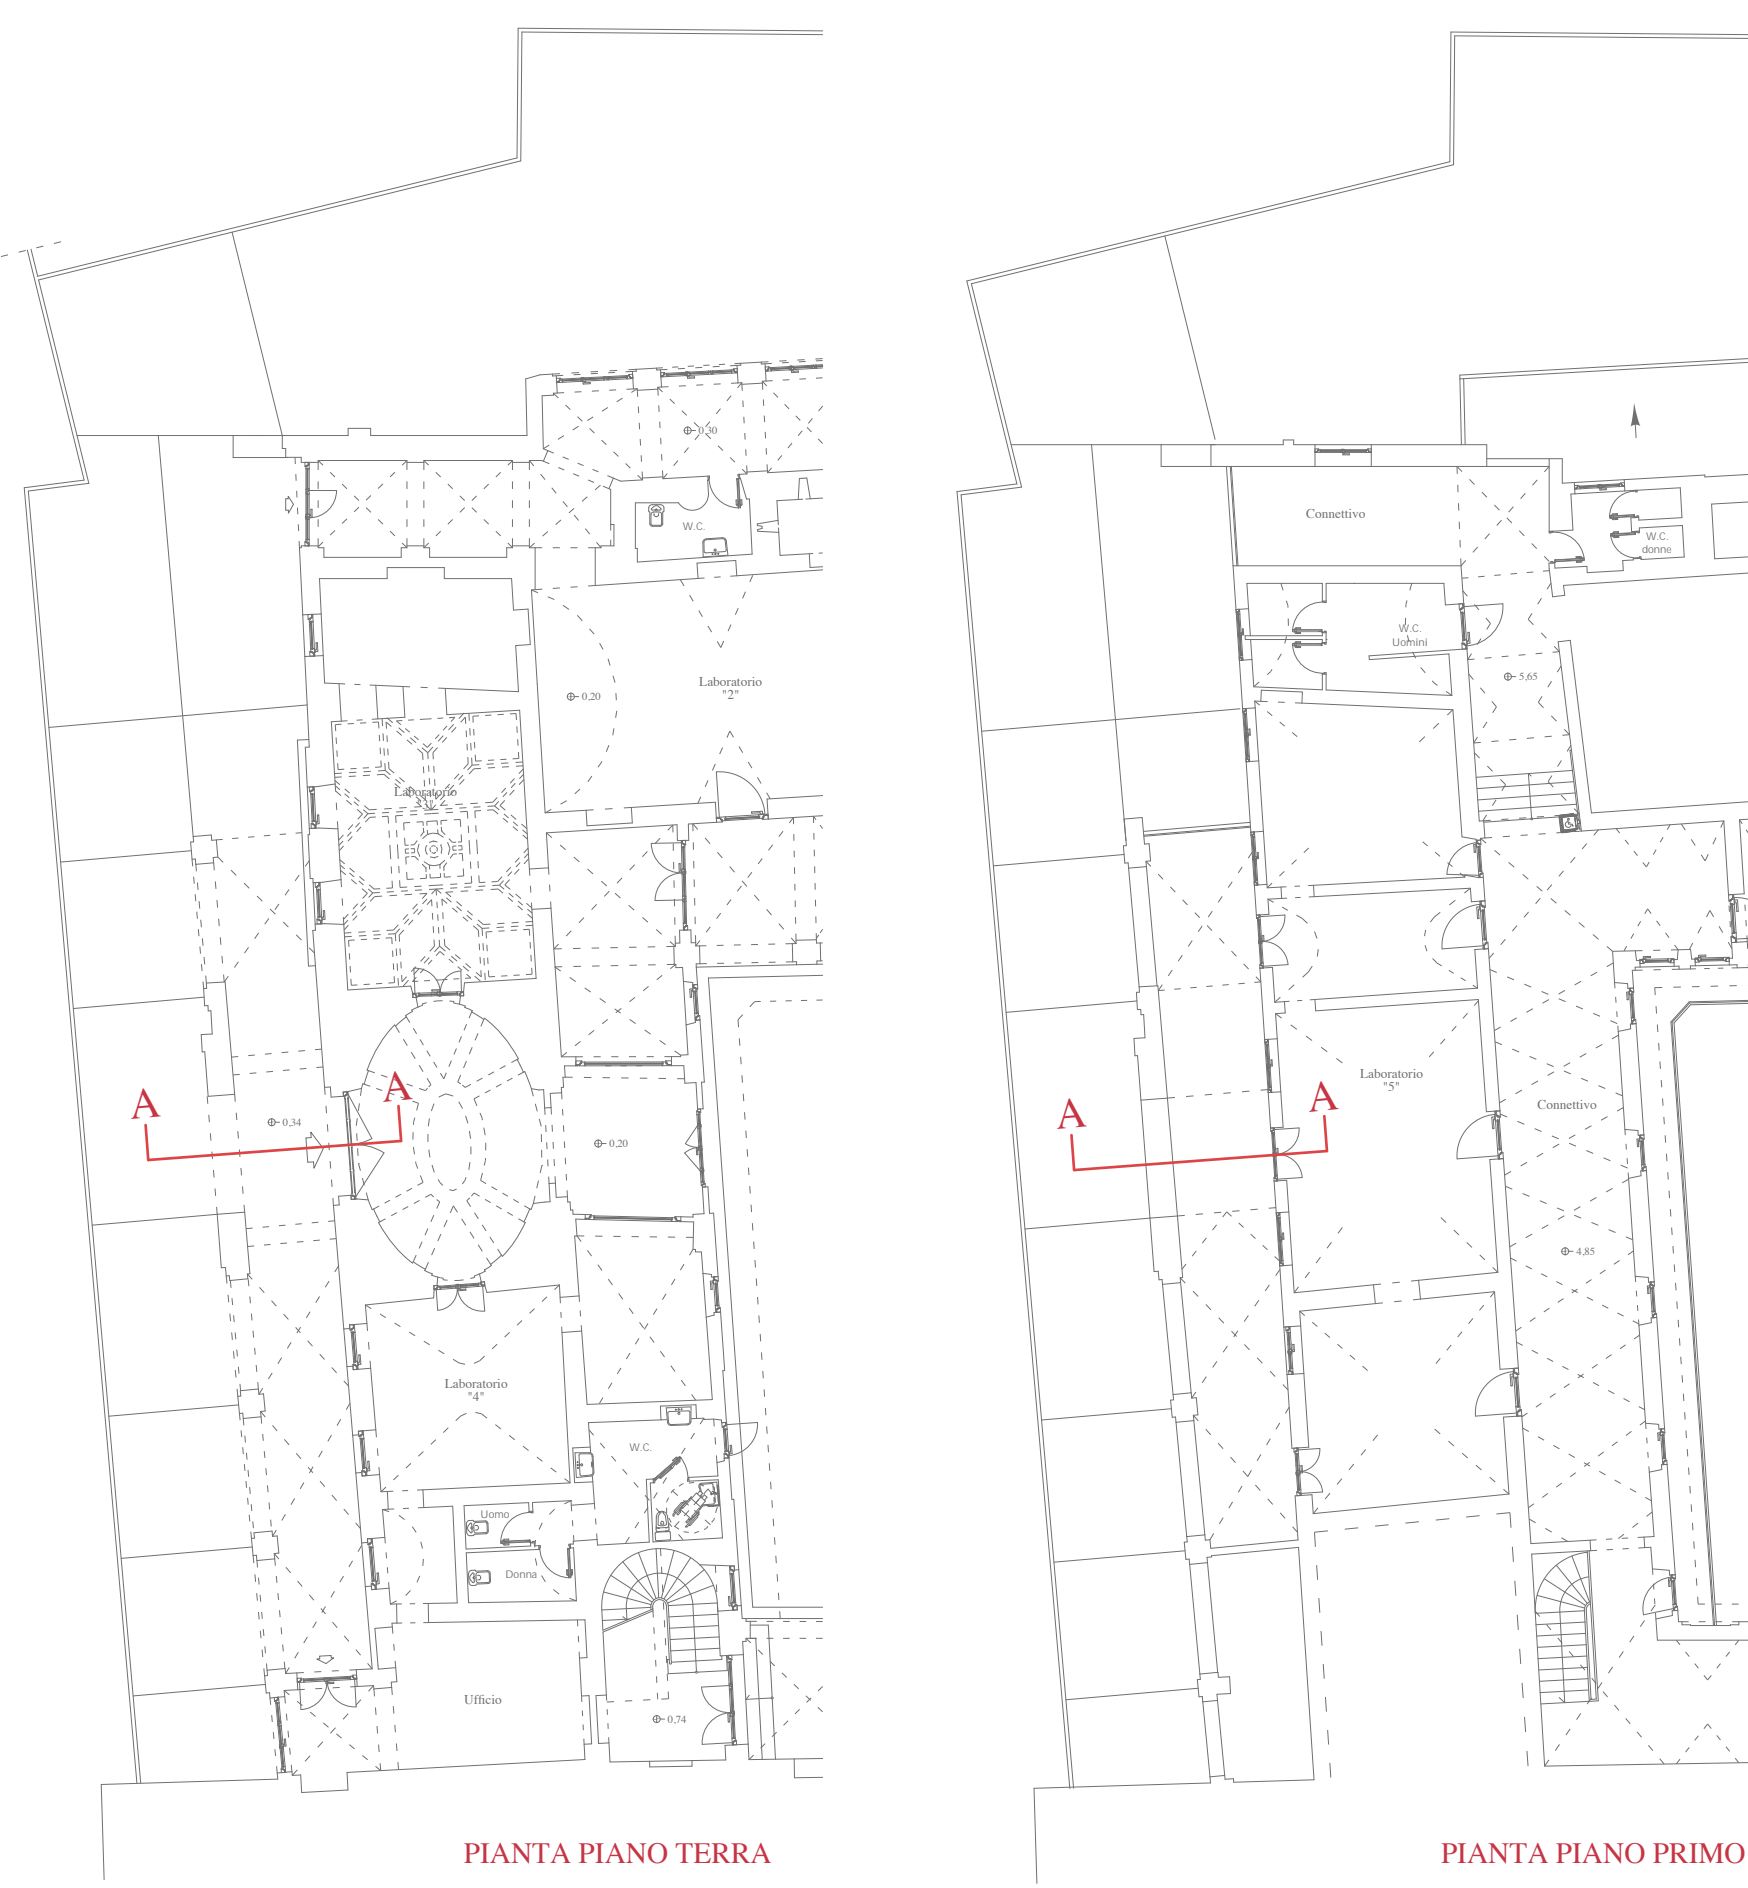 0,30
W.C.
Laboratorio
"2"
0,20
Laboratorio
"3"
A
A
0,34
0,20
Laboratorio
"4"
W.C.
Uomo
Donna
Ufficio
0,74
PIANTA PIANO TERRA
Connettivo
W.C.
donne
W.C.
Uomini
5,65
Laboratorio
"5"
A
A
Connettivo
4,85
PIANTA PIANO PRIMO